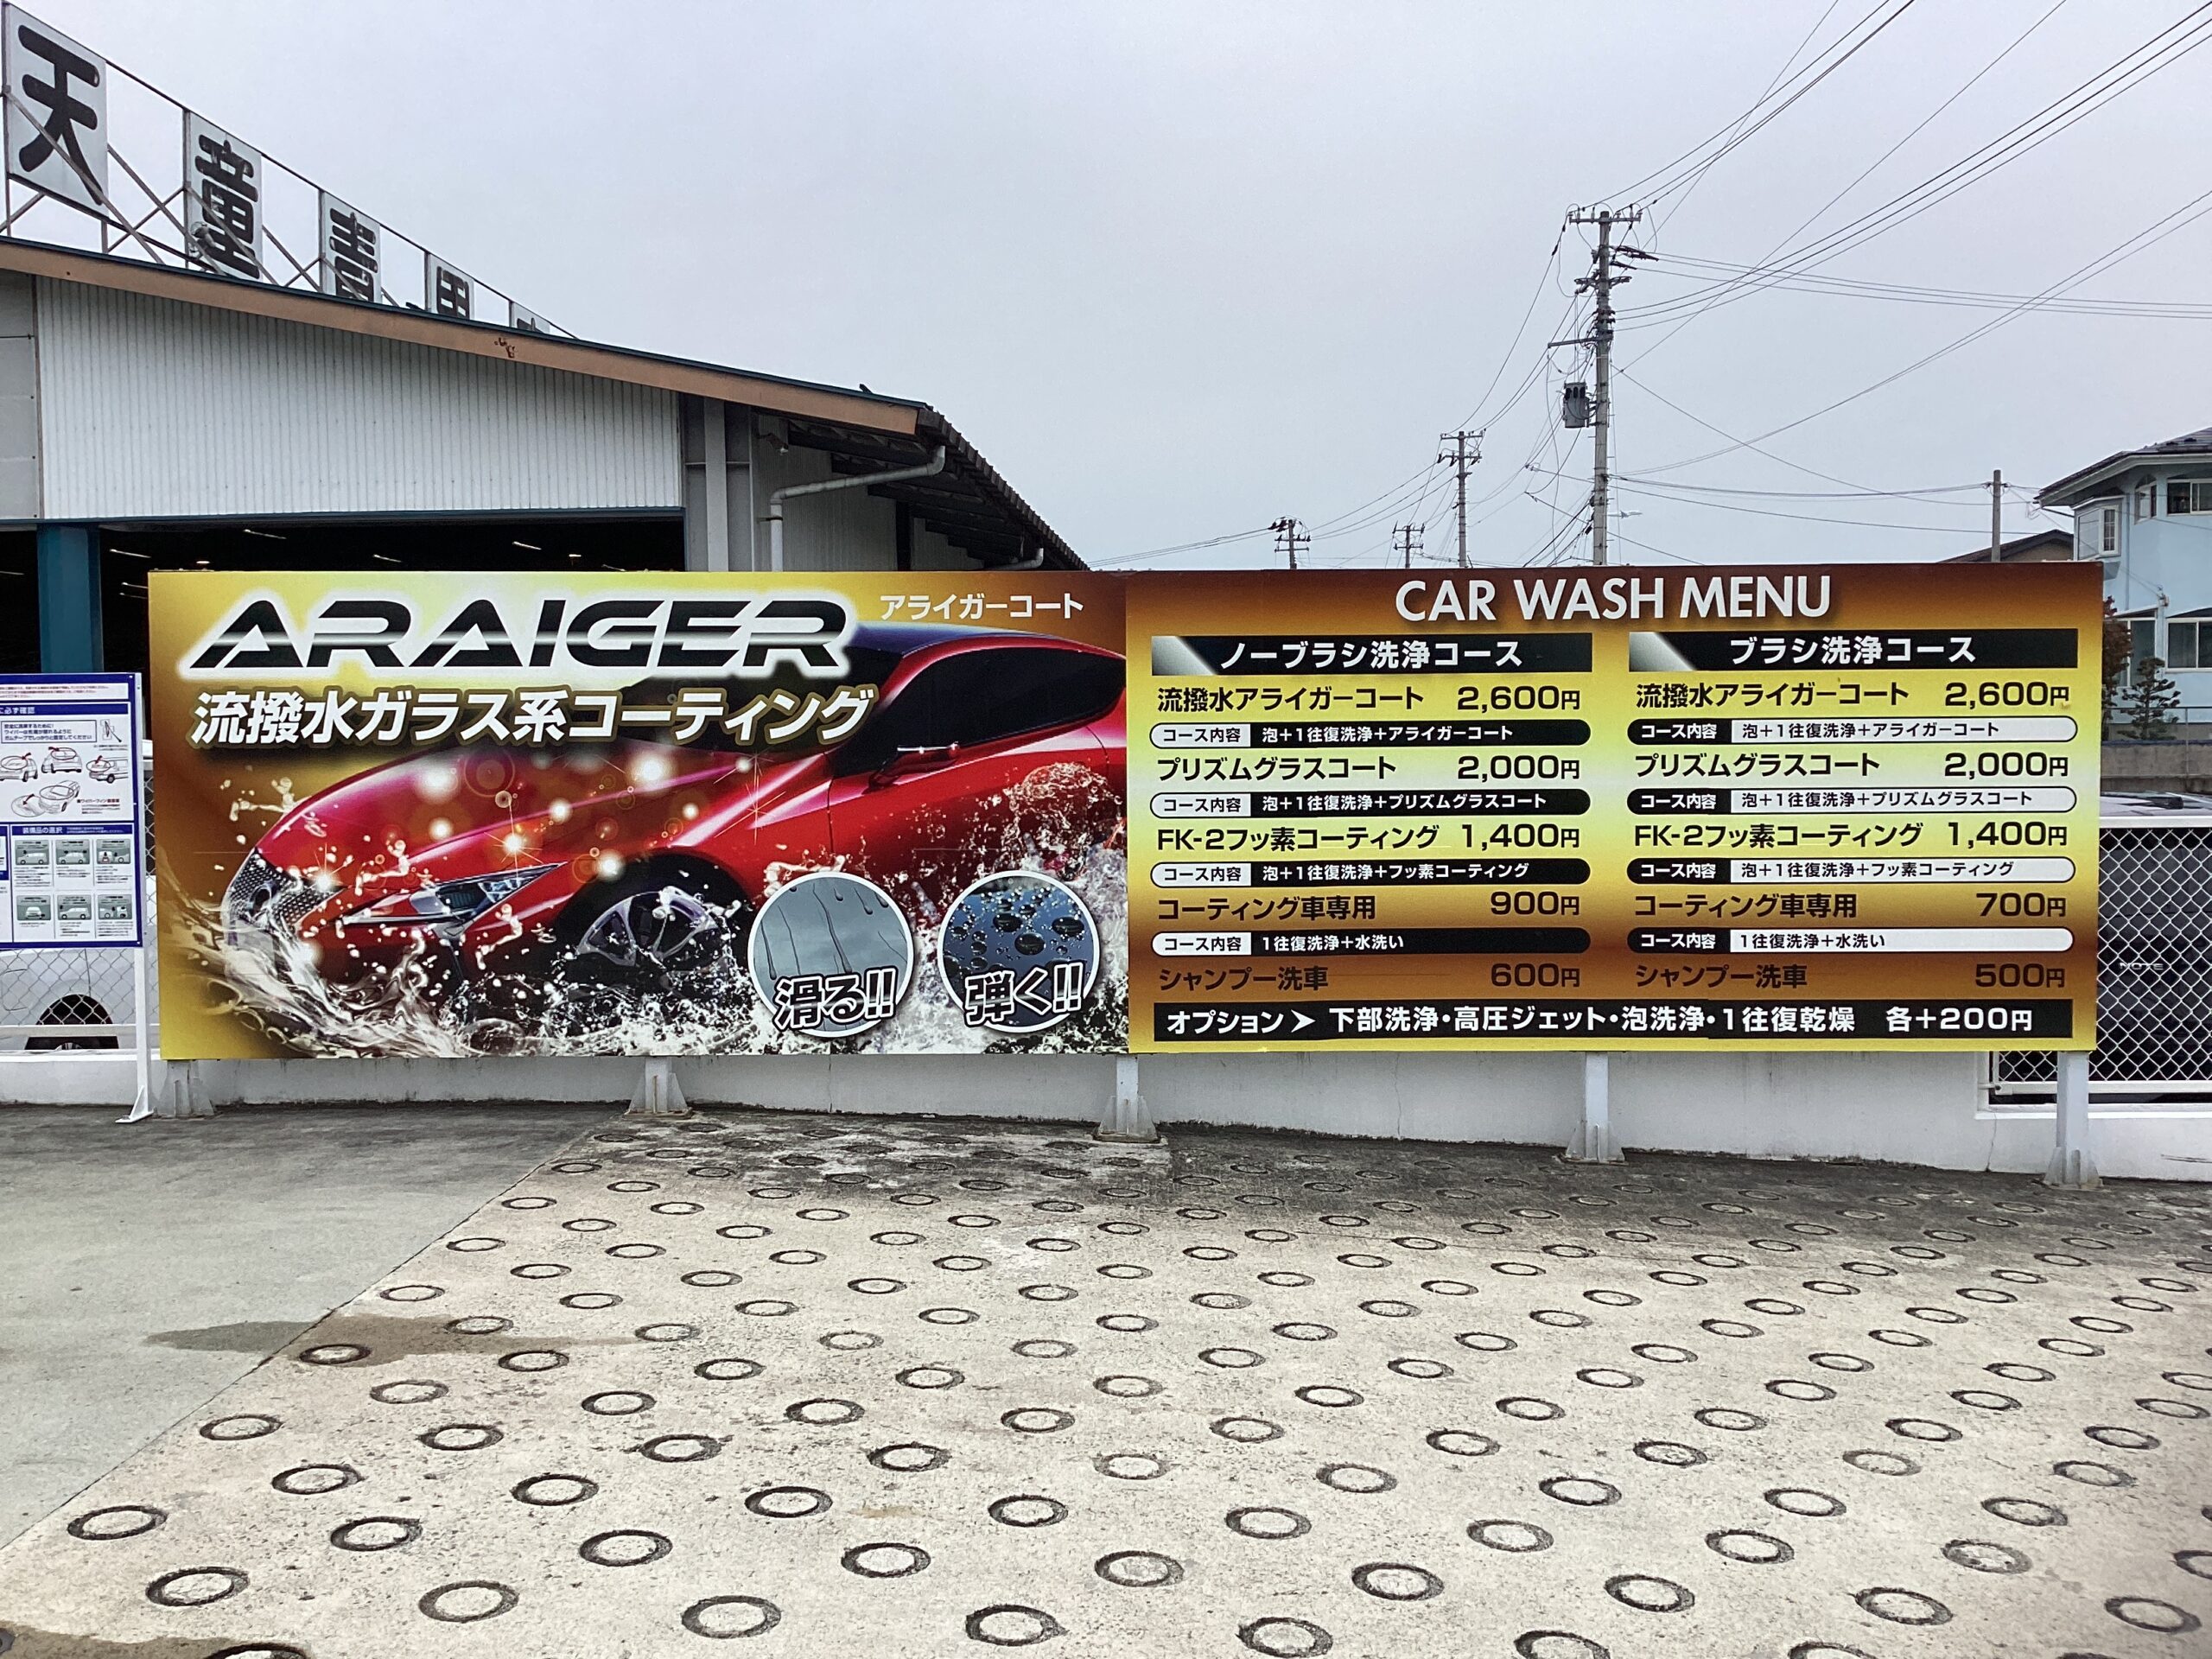 天童青果
ARAIGER
アライガーコート
流撥水ガラス系コーティング
滑る!!
弾く!!
CAR WASH MENU
ノーブラシ洗浄コース
流撥水アライガーコート 2,600円
コース内容 泡+1往復洗浄+アライガーコート
プリズムグラスコート 2,000円
コース内容 泡+1往復洗浄+プリズムグラスコート
FK-2フッ素コーティング 1,400円
コース内容 泡+1往復洗浄+フッ素コーティング
コーティング車専用 900円
コース内容 1往復洗浄+水洗い
シャンプー洗車 600円
ブラシ洗浄コース
流撥水アライガーコート 2,600円
コース内容 泡+1往復洗浄+アライガーコート
プリズムグラスコート 2,000円
コース内容 泡+1往復洗浄+プリズムグラスコート
FK-2フッ素コーティング 1,400円
コース内容 泡+1往復洗浄+フッ素コーティング
コーティング車専用 700円
コース内容 1往復洗浄+水洗い
シャンプー洗車 500円
オプション ➤ 下部洗浄・高圧ジェット・泡洗浄・1往復乾燥 各+200円
に必ず確認
装備品の選択
NOTE